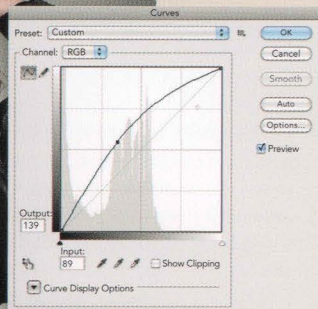 Curves
Preset: Custom OK
Channel: RGB Cancel
Smooth
Auto
Options...
Preview
Output:
139
Input:
89 Show Clipping
Curve Display Options